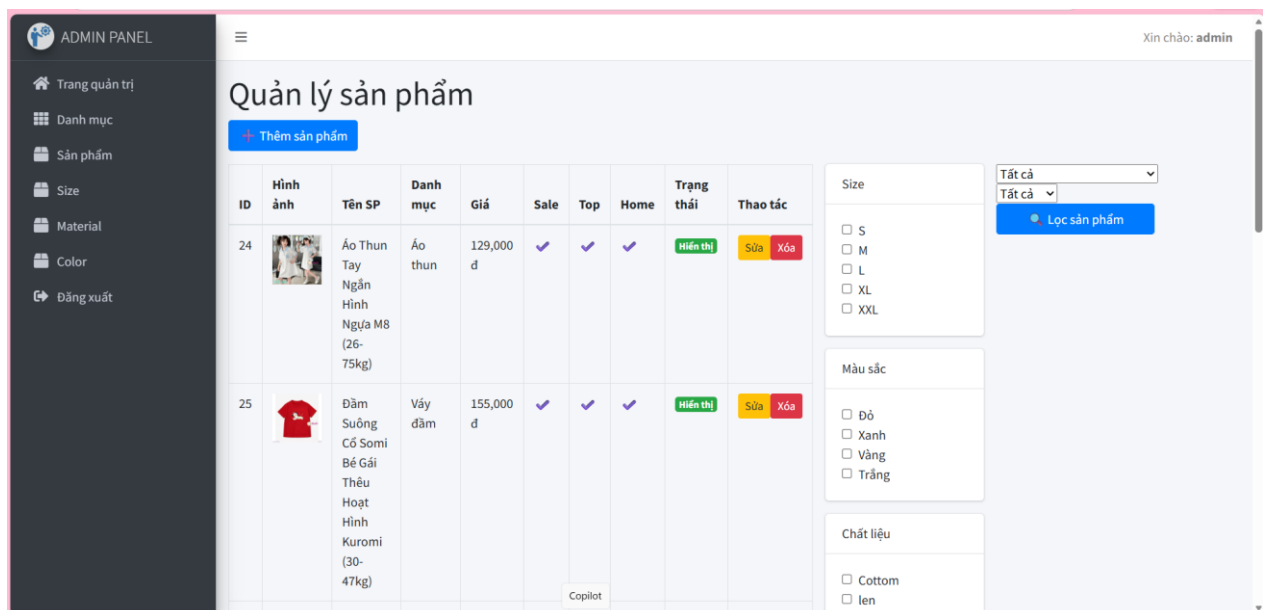 ADMIN PANEL
Xin chào: admin
Trang quản trị
Danh mục
Sản phẩm
Size
Material
Color
Đăng xuất
Quản lý sản phẩm
Thêm sản phẩm
ID Hình ảnh Tên SP Danh mục Giá Sale Top Home Trạng thái Thao tác
24 Áo Thun Tay Ngắn Hình Ngựa M8 (26-75kg) Áo thun 129,000 đ Hiển thị Sửa Xóa
25 Đầm Suông Cổ Somi Bé Gái Thêu Hoạt Hình Kuromi (30-47kg) Váy đầm 155,000 đ Hiển thị Sửa Xóa
Size
S
M
L
XL
XXL
Màu sắc
Đỏ
Xanh
Vàng
Trắng
Chất liệu
Cottom
len
Tất cả
Tất cả
Lọc sản phẩm
Copilot